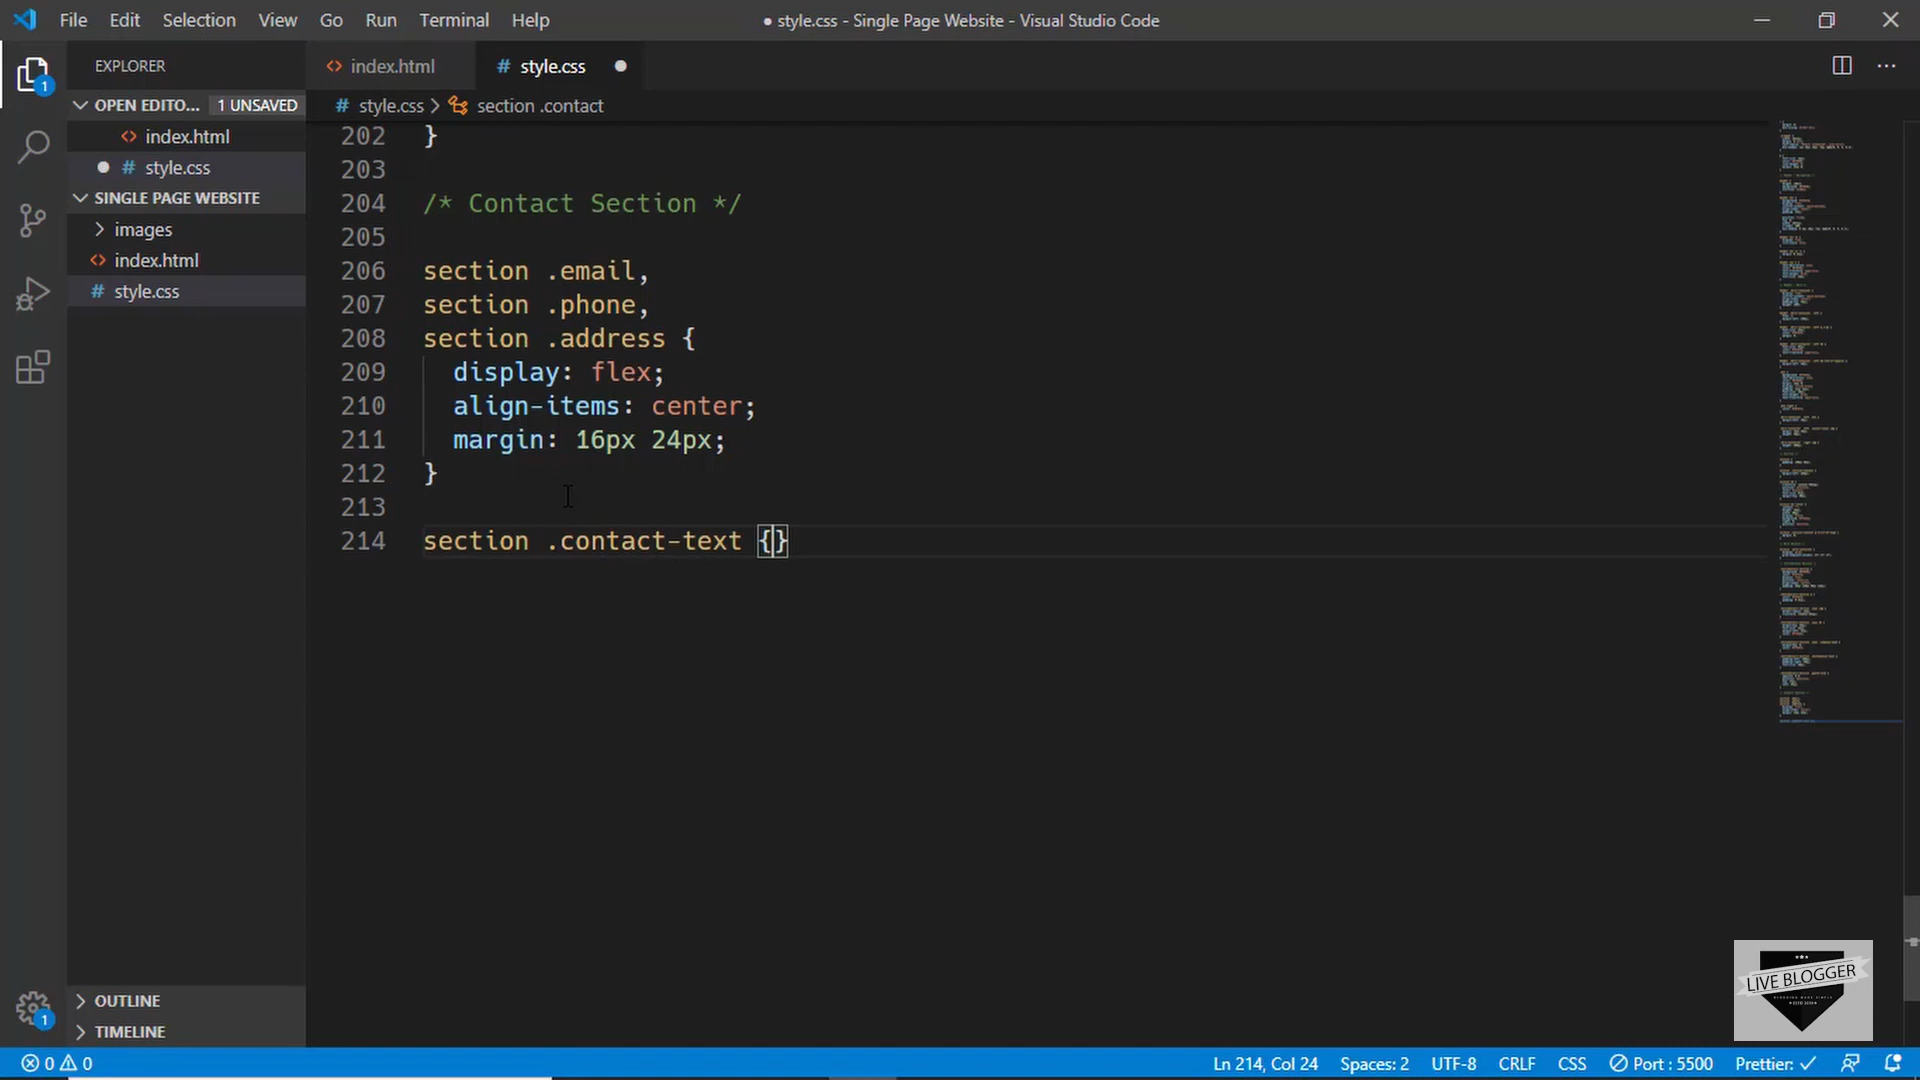 File Edit Selection View Go Run Terminal Help
● style.css - Single Page Website - Visual Studio Code
EXPLORER
OPEN EDITO... 1 UNSAVED
<> index.html
# style.css
SINGLE PAGE WEBSITE
images
<> index.html
# style.css
OUTLINE
TIMELINE
<> index.html
# style.css
# style.css > section .contact
202 }
203
204 /* Contact Section */
205
206 section .email,
207 section .phone,
208 section .address {
209 display: flex;
210 align-items: center;
211 margin: 16px 24px;
212 }
213
214 section .contact-text {}
1
1
LIVE BLOGGER
0 0
Ln 214, Col 24 Spaces: 2 UTF-8 CRLF CSS Port : 5500 Prettier: ✓